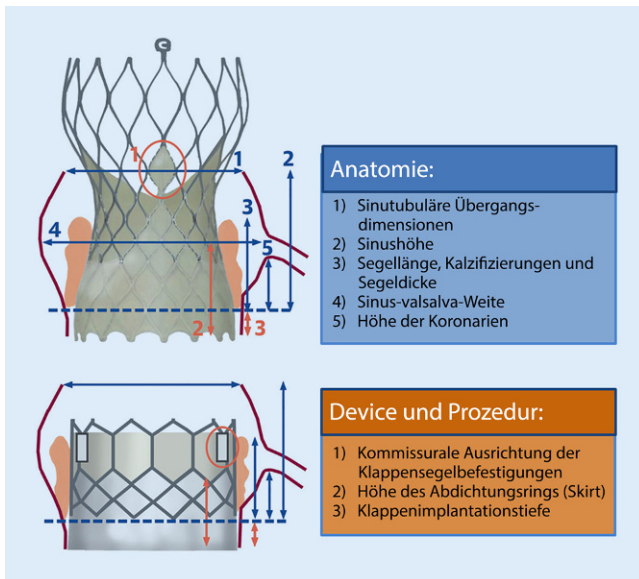 1
1
2
4
3
5
2
3
Anatomie:
1) Sinutubuläre Übergangs-
dimensionen
2) Sinushöhe
3) Segellänge, Kalzifizierungen und
Segeldicke
4) Sinus-valsalva-Weite
5) Höhe der Koronarien
Device und Prozedur:
1) Kommissurale Ausrichtung der
Klappensegelbefestigungen
2) Höhe des Abdichtungsrings (Skirt)
3) Klappenimplantationstiefe